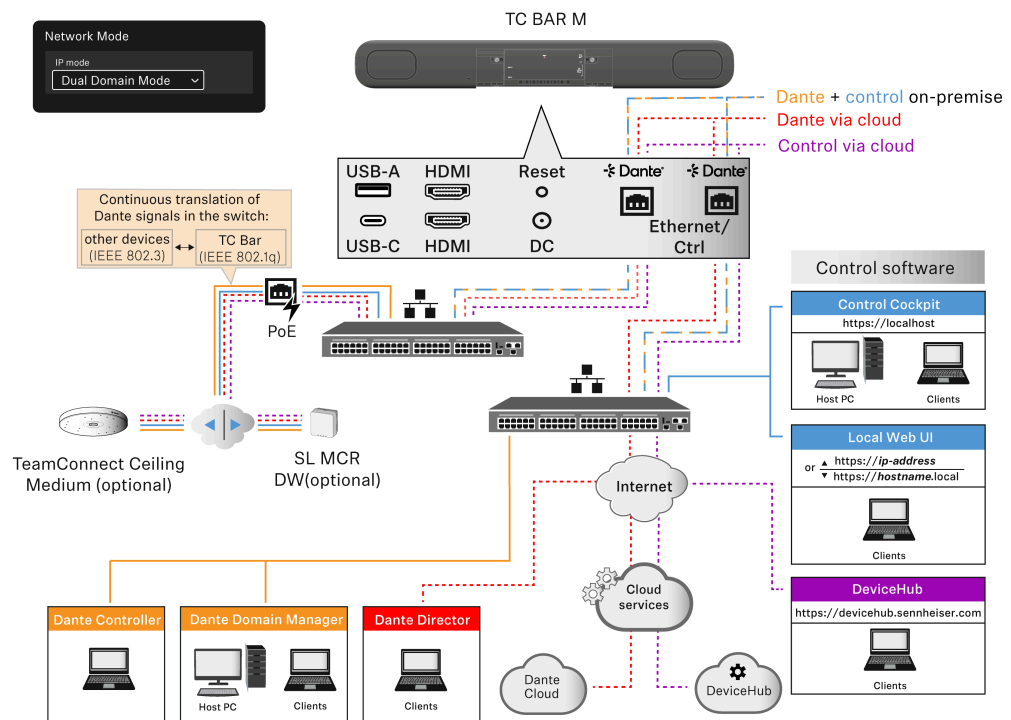 TC BAR M
Network Mode
IP mode
Dual Domain Mode
Dante + control on-premise
Dante via cloud
Control via cloud
USB-A
HDMI
Reset
Dante
Dante
USB-C
HDMI
DC
Ethernet/
Ctrl
Continuous translation of
Dante signals in the switch:
other devices
(IEEE 802.3)
TC Bar
(IEEE 802.1q)
PoE
Control software
Control Cockpit
https://localhost
Host PC
Clients
Local Web UI
or
https://ip-address
https://hostname.local
Clients
TeamConnect Ceiling
Medium (optional)
SL MCR
DW(optional)
Internet
Cloud
services
DeviceHub
https://devicehub.sennheiser.com
Clients
Dante Controller
Dante Domain Manager
Host PC
Clients
Dante Director
Clients
Dante
Cloud
DeviceHub